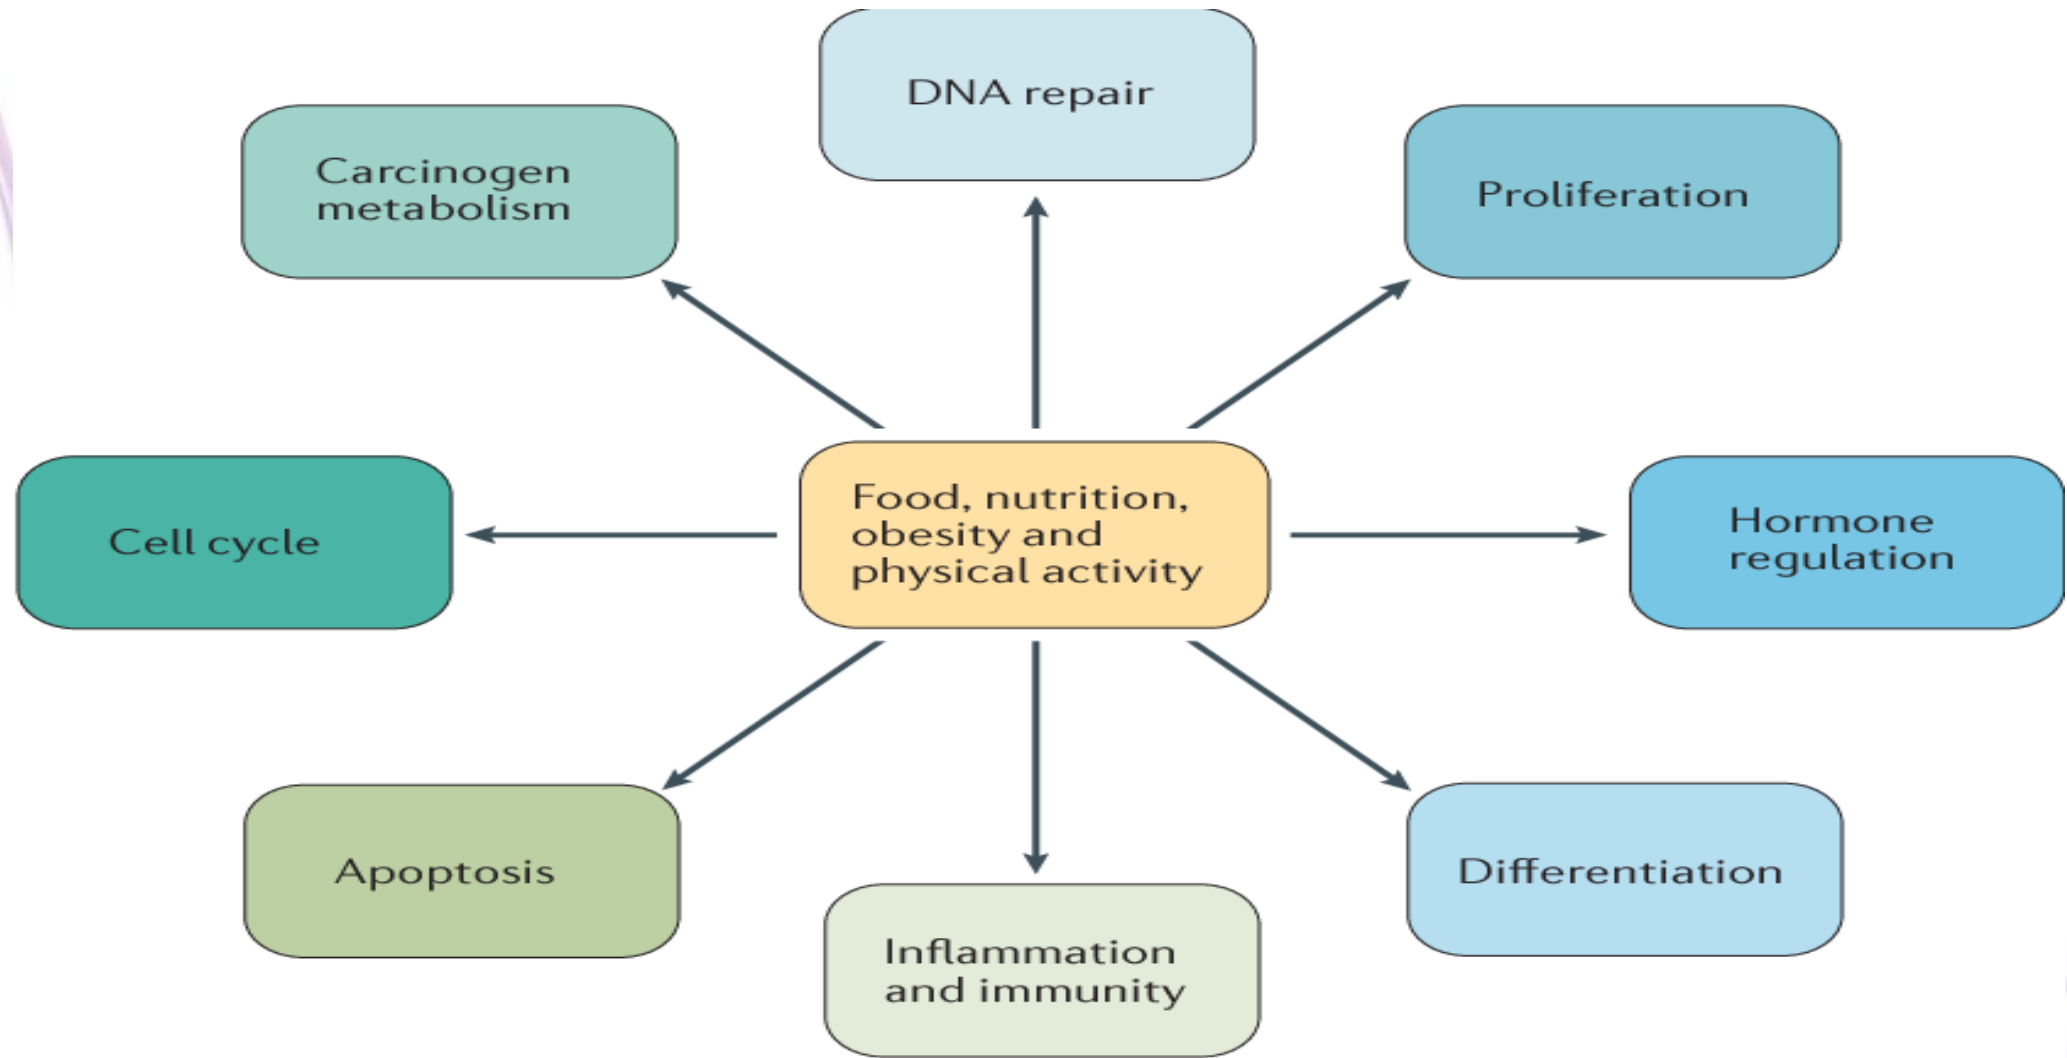 DNA repair
Carcinogen
metabolism
Proliferation
Food, nutrition,
obesity and
physical activity
Cell cycle
Hormone
regulation
Apoptosis
Differentiation
Inflammation
and immunity